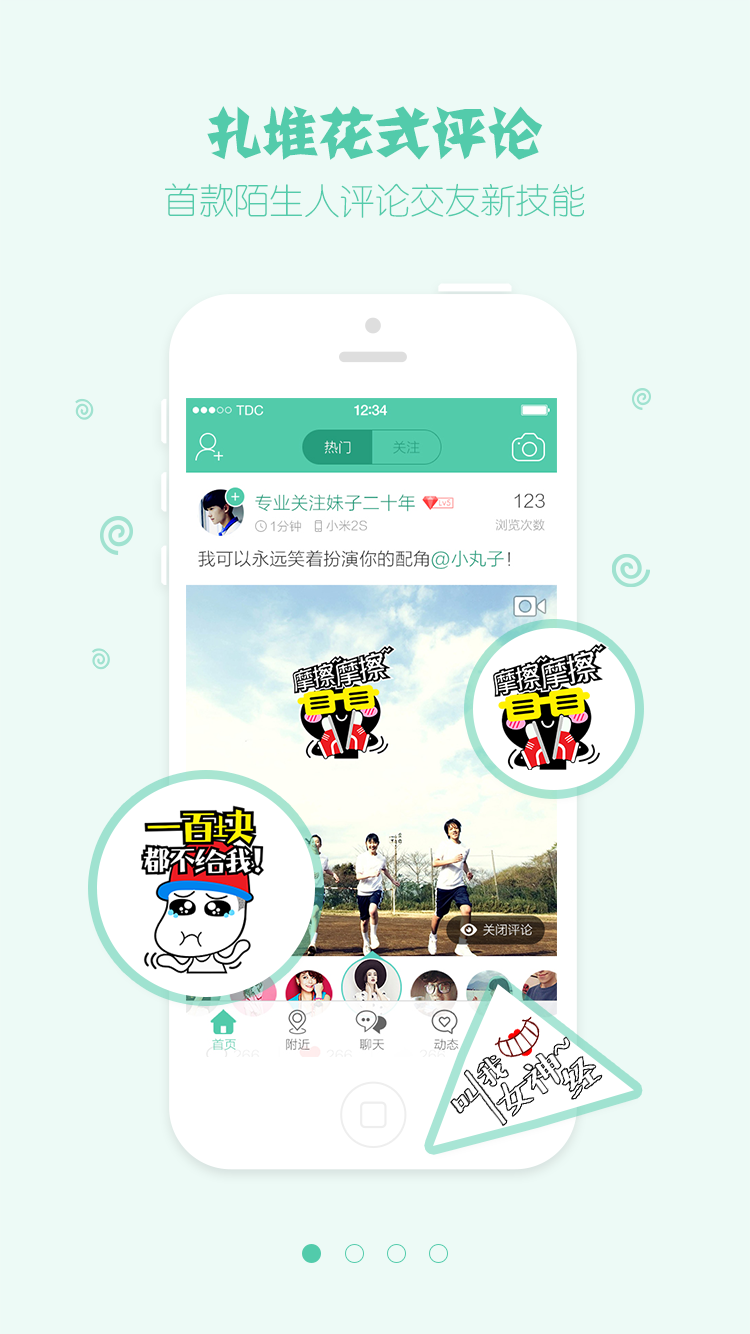 扎堆花式评论
首款陌生人评论交友新技能
TDC 12:34
热门 关注
专业关注妹子二十年 LV5 123
1分钟 小米2S 浏览次数
我可以永远笑着扮演你的配角@小丸子!
摩擦“摩擦”
摩擦“摩擦”
一百块
都不给我!
关闭评论
首页 附近 聊天 动态
叫我
女神~
经